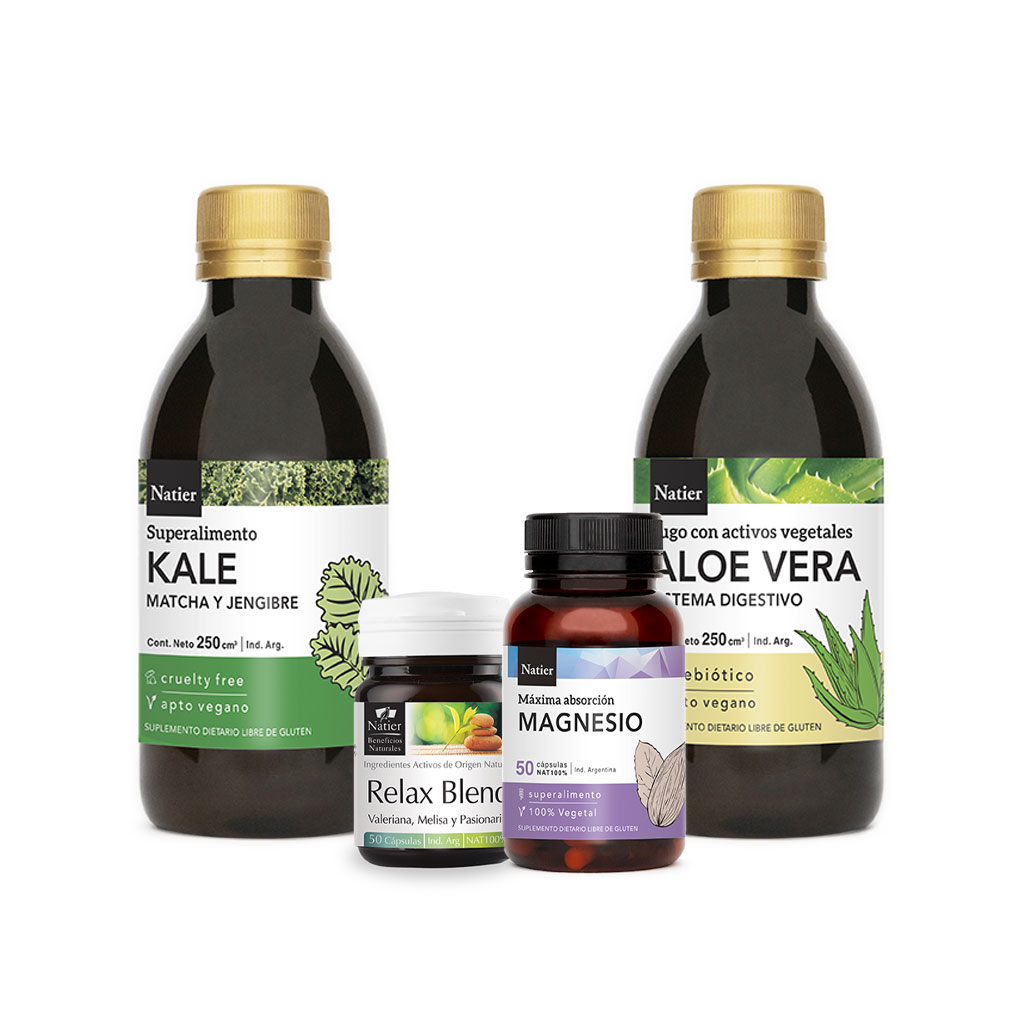 Natier
Superalimento
KALE
MATCHA Y JENGIBRE
Cont. Neto 250 cm³ | Ind. Arg.
cruelty free
apto vegano
SUPLEMENTO DIETARIO LIBRE DE GLUTEN
Natier
Beneficios
Naturales
Ingredientes Activos de Origen Natu
Relax Blend
Valeriana, Melisa y Pasionari
50 Cápsulas | Ind. Arg | NAT100%
Natier
Máxima absorción
MAGNESIO
50 cápsulas NAT100% | Ind. Argentina
superalimento
100% Vegetal
SUPLEMENTO DIETARIO LIBRE DE GLUTEN
Natier
ugo con activos vegetales
ALOE VERA
STEMA DIGESTIVO
eto 250 cm³ | Ind. Arg.
ebiótico
to vegano
MENTO DIETARIO LIBRE DE GLUTEN